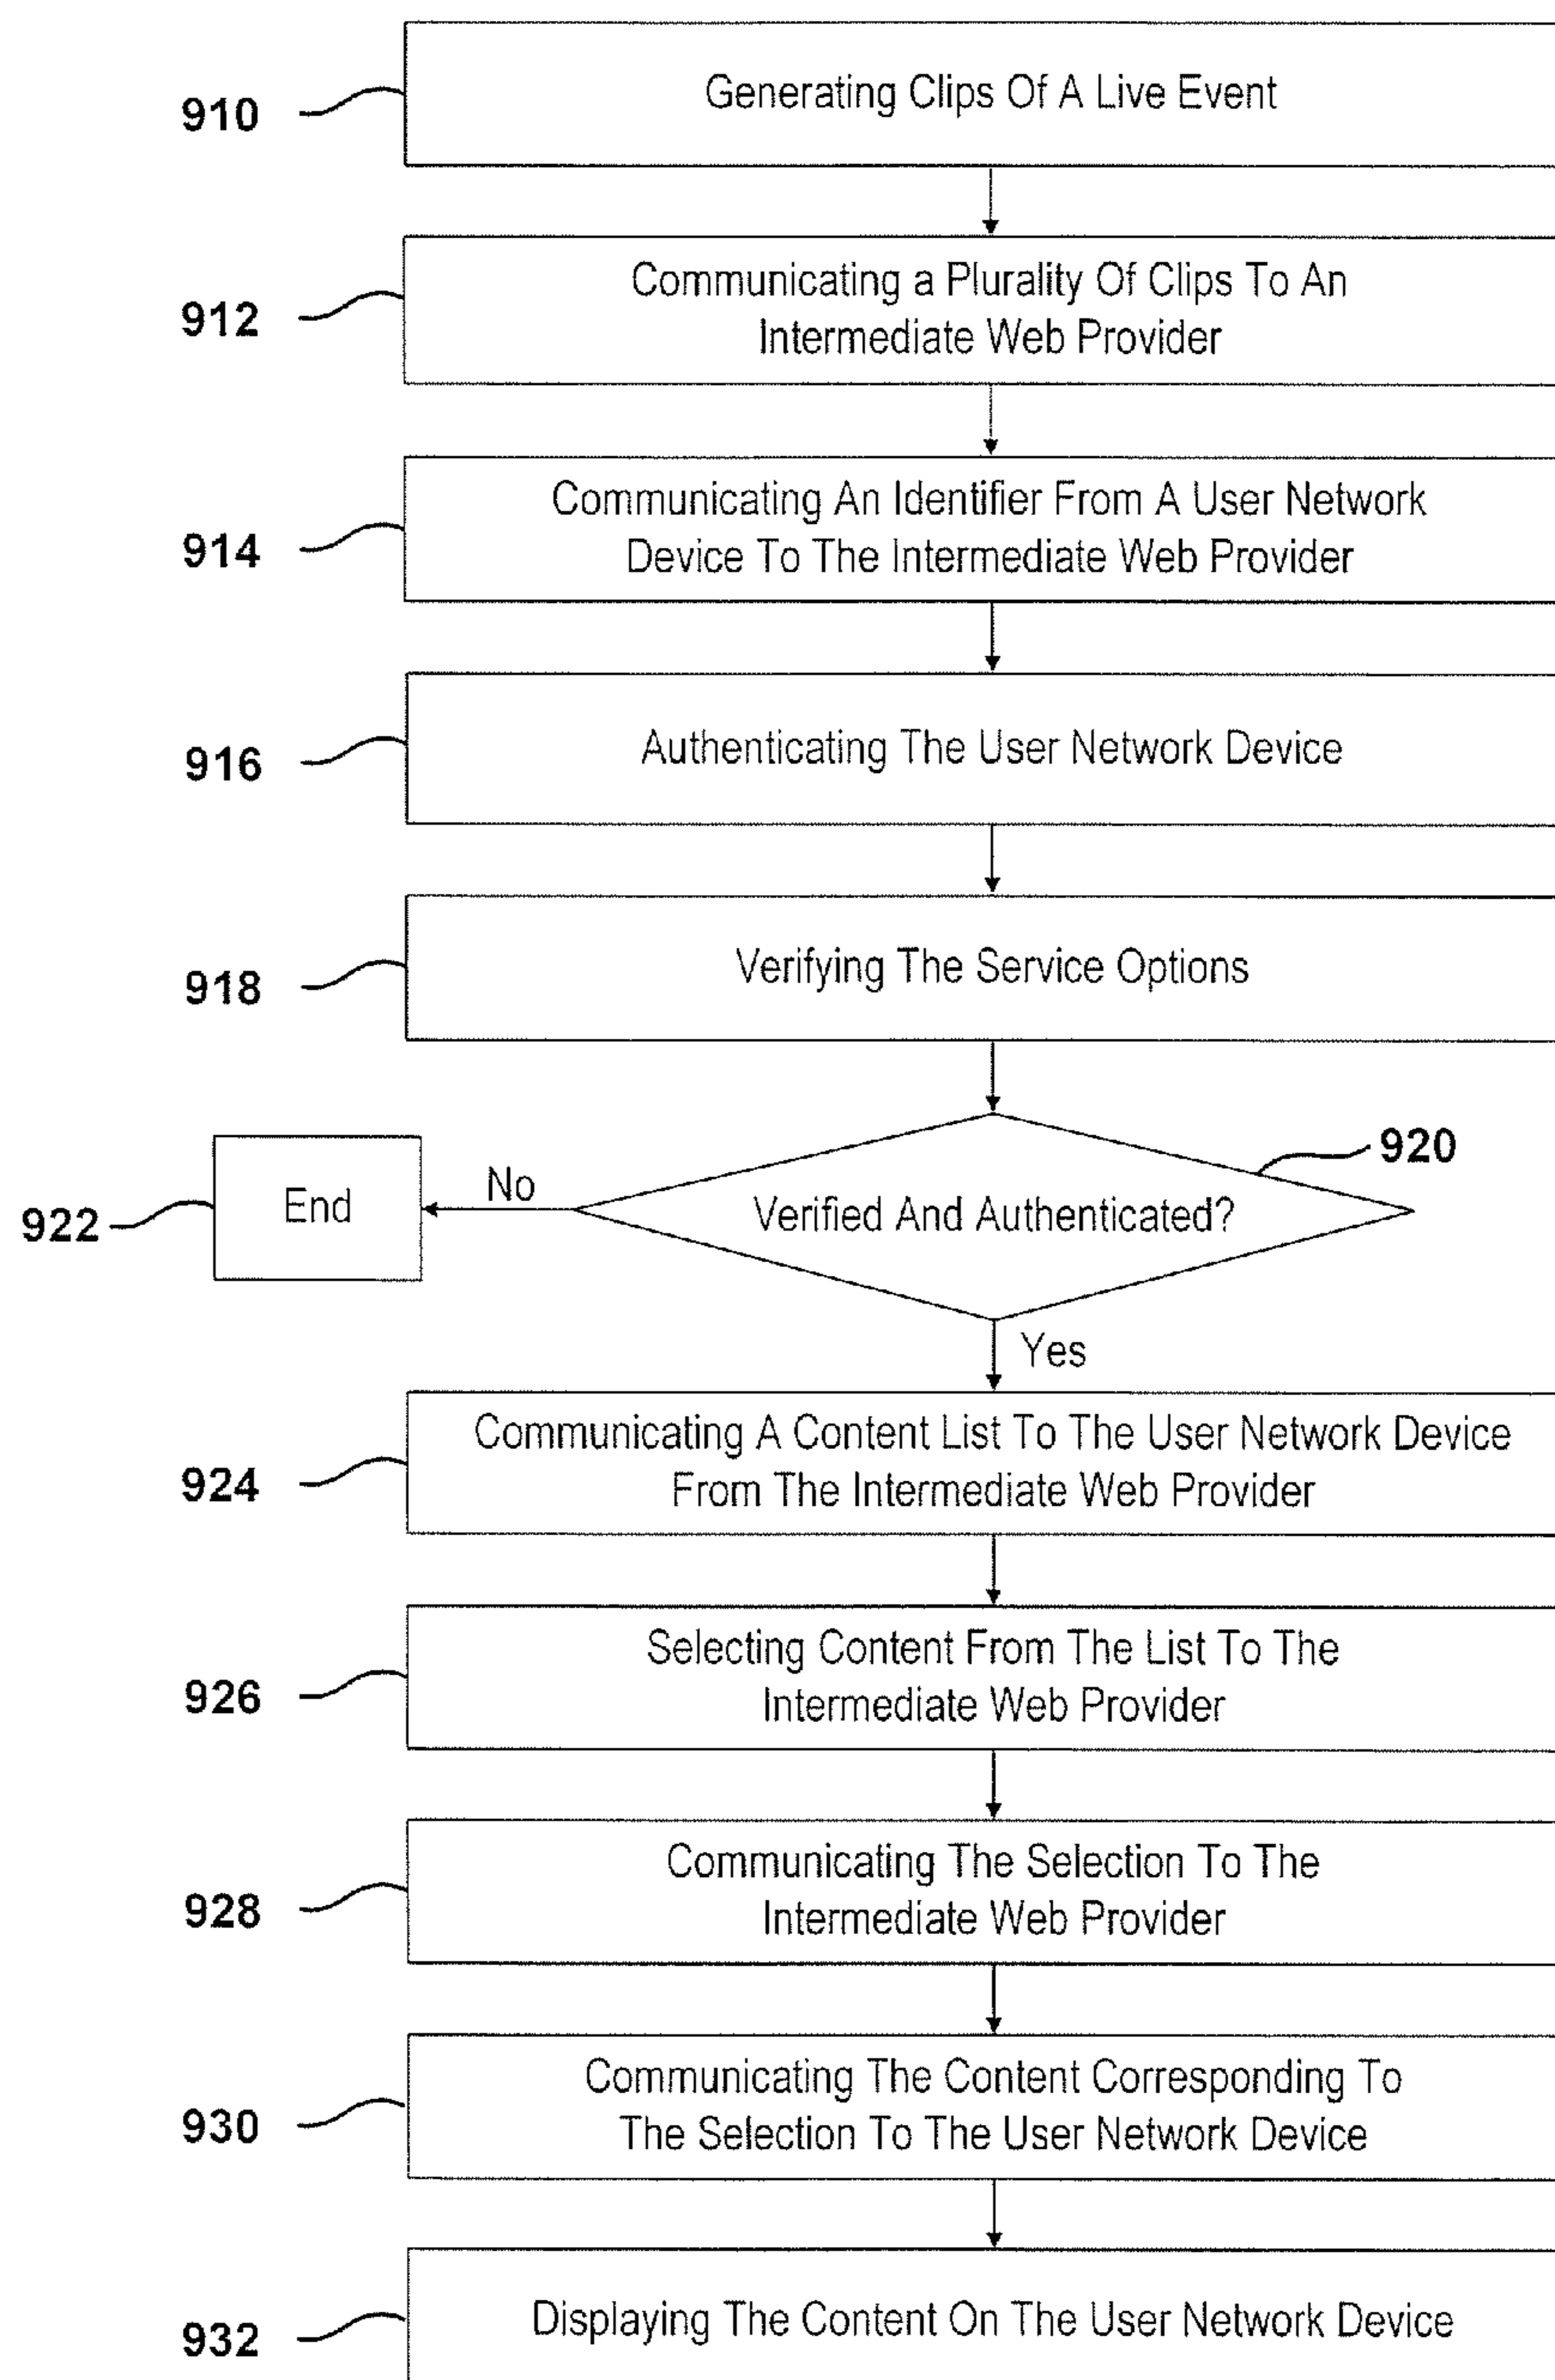 910
Generating Clips Of A Live Event
912
Communicating a Plurality Of Clips To An
Intermediate Web Provider
914
Communicating An Identifier From A User Network
Device To The Intermediate Web Provider
916
Authenticating The User Network Device
918
Verifying The Service Options
920
Verified And Authenticated?
No
End
922
Yes
924
Communicating A Content List To The User Network Device
From The Intermediate Web Provider
926
Selecting Content From The List To The
Intermediate Web Provider
928
Communicating The Selection To The
Intermediate Web Provider
930
Communicating The Content Corresponding To
The Selection To The User Network Device
932
Displaying The Content On The User Network Device